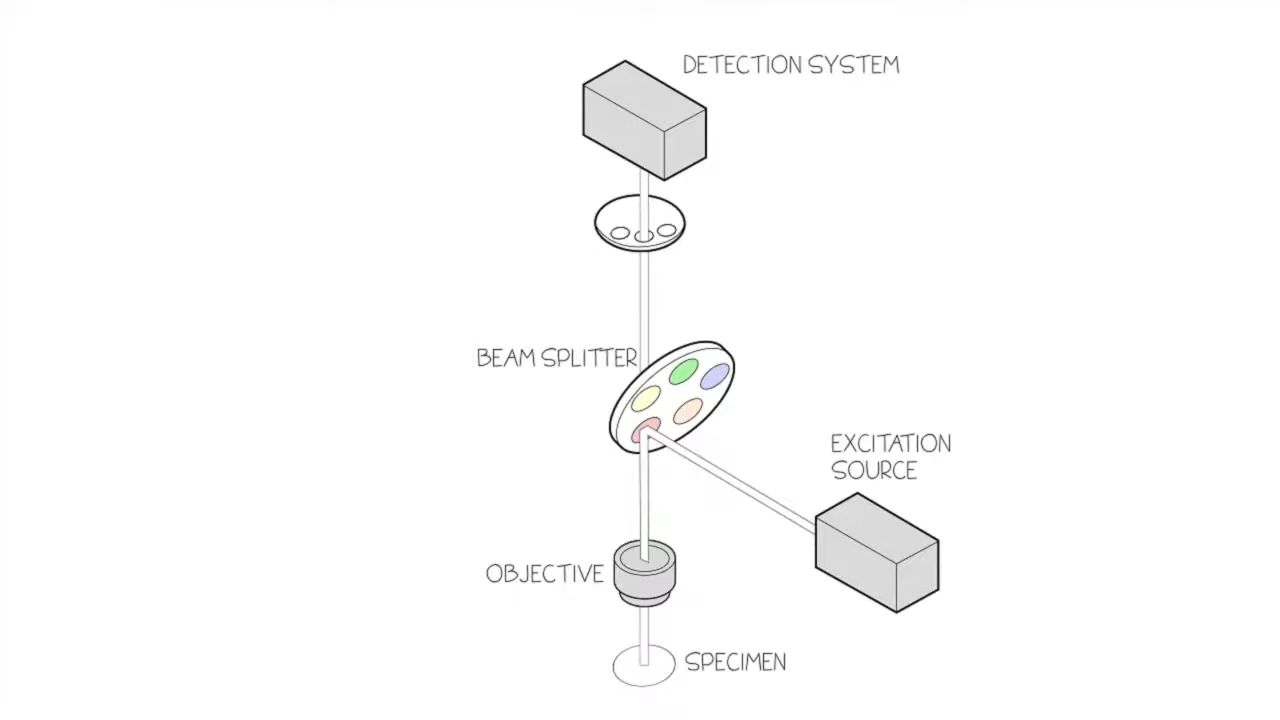 DETECTION SYSTEM
BEAM SPLITTER
EXCITATION
SOURCE
OBJECTIVE
SPECIMEN